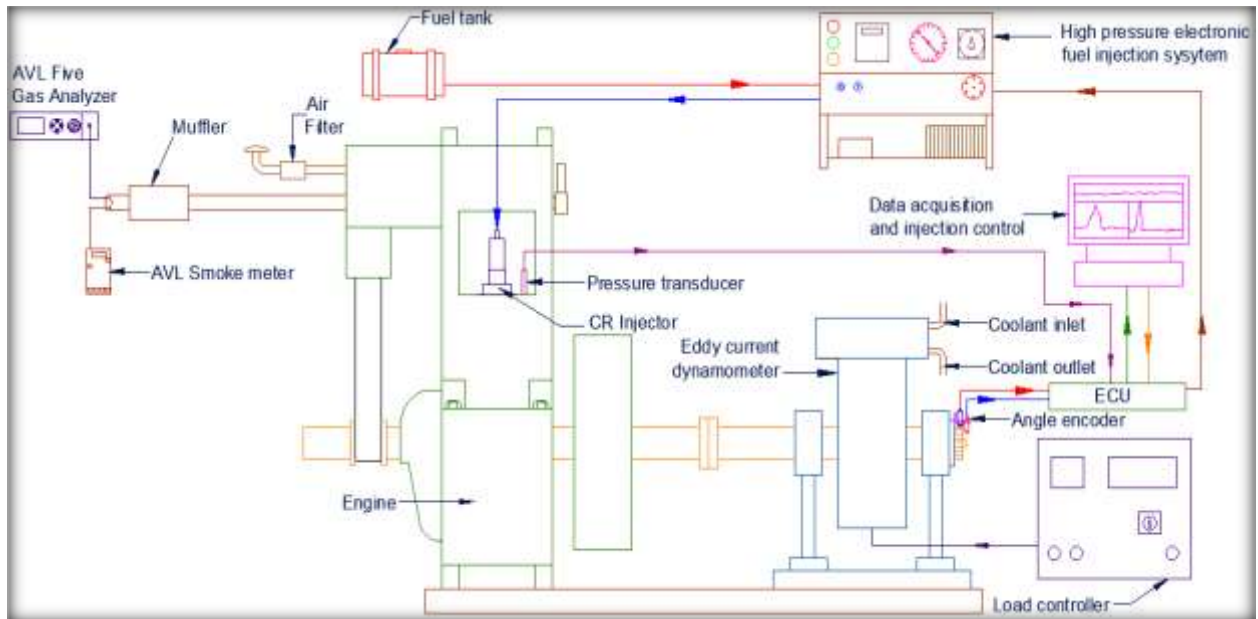 Fuel tank
High pressure electronic
fuel injection sysytem
AVL Five
Gas Analyzer
Air
Filter
Muffler
Data acquisition
and injection control
AVL Smoke meter
Pressure transducer
CR Injector
Coolant inlet
Eddy current
dynamometer
Coolant outlet
ECU
Angle encoder
Engine
Load controller